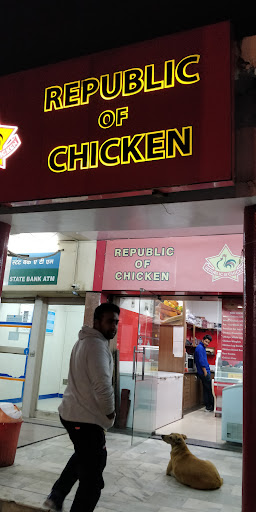 REPUBLIC
OF
CHICKEN
REPUBLIC
OF
CHICKEN
STATE BANK ATM